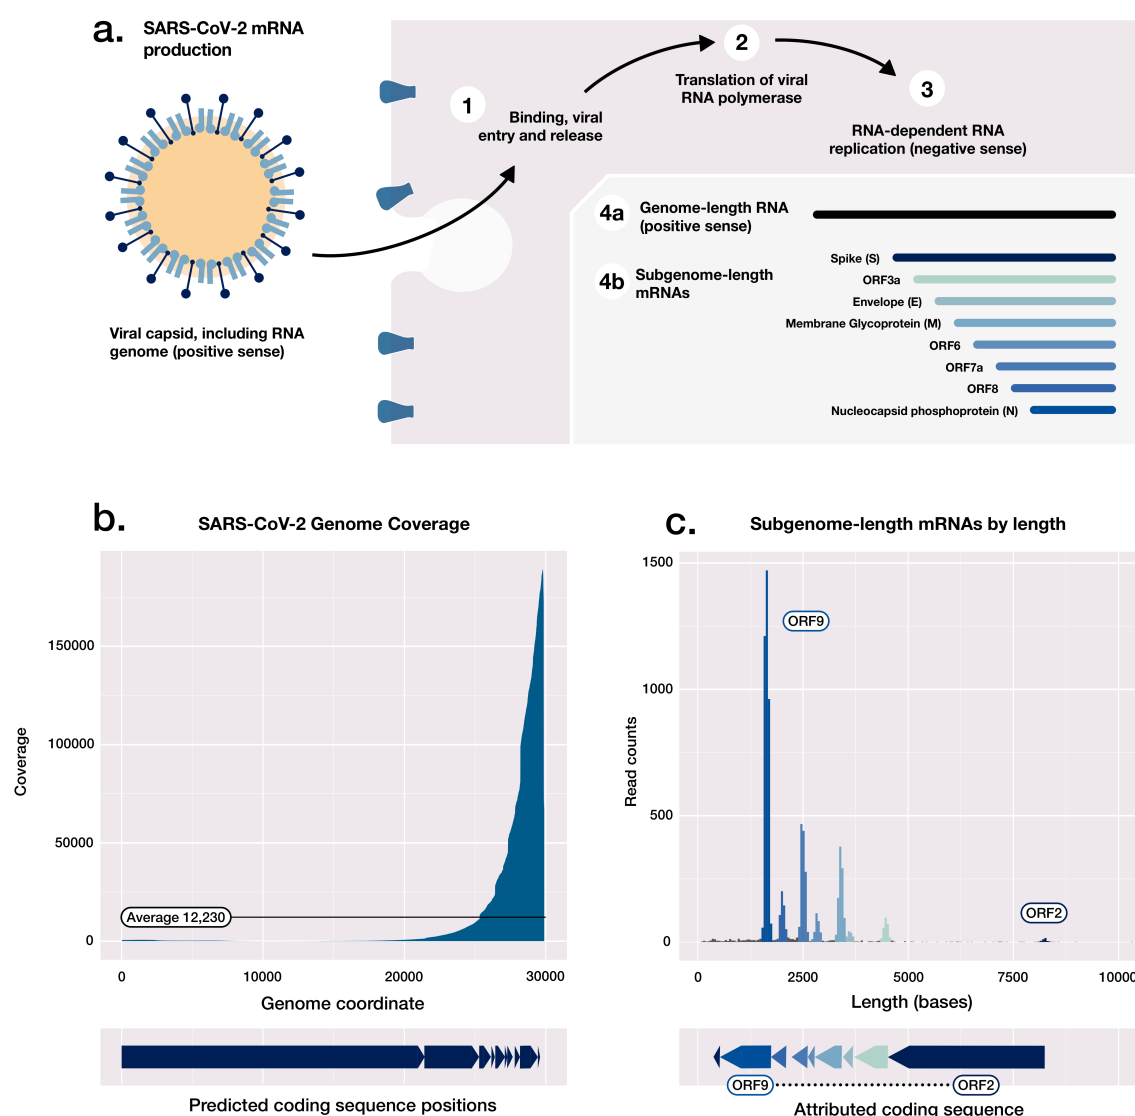 a.
SARS-CoV-2 mRNA
production
1
Binding, viral
entry and release
2
Translation of viral
RNA polymerase
3
RNA-dependent RNA
replication (negative sense)
Viral capsid, including RNA
genome (positive sense)
4a
Genome-length RNA
(positive sense)
4b
Subgenome-length
mRNAs
Spike (S)
ORF3a
Envelope (E)
Membrane Glycoprotein (M)
ORF6
ORF7a
ORF8
Nucleocapsid phosphoprotein (N)
b.
SARS-CoV-2 Genome Coverage
Coverage
150000
100000
50000
0
Average 12,230
0 10000 20000 30000
Genome coordinate
Predicted coding sequence positions
c.
Subgenome-length mRNAs by length
Read counts
1500
1000
500
0
ORF9
ORF2
0 2500 5000 7500 10000
Length (bases)
ORF9 ORF2
Attributed coding sequence